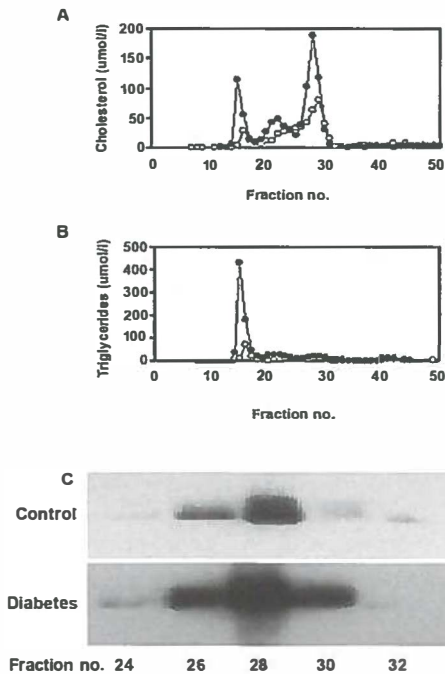 A
200
150
100
50
0
Cholesterol (umol/l)
0 10 20 30 40 50
Fraction no.
B
500
400
300
200
100
0
Triglycerides (umol/l)
0 10 20 30 40 50
Fraction no.
C
Control
Diabetes
Fraction no. 24 26 28 30 32